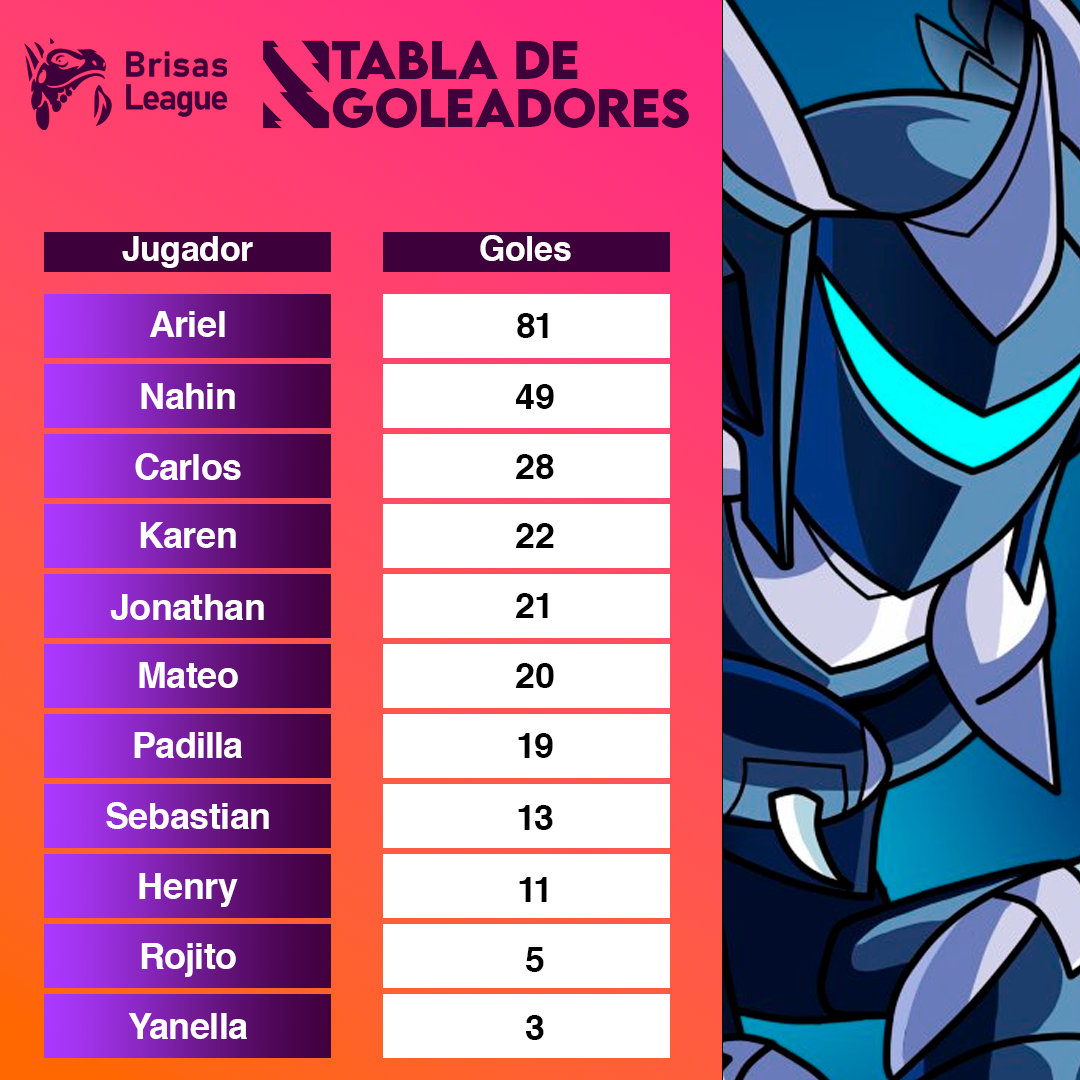 Brisas
League
TABLA DE
GOLEADORES
Jugador Goles
Ariel 81
Nahin 49
Carlos 28
Karen 22
Jonathan 21
Mateo 20
Padilla 19
Sebastian 13
Henry 11
Rojito 5
Yanella 3